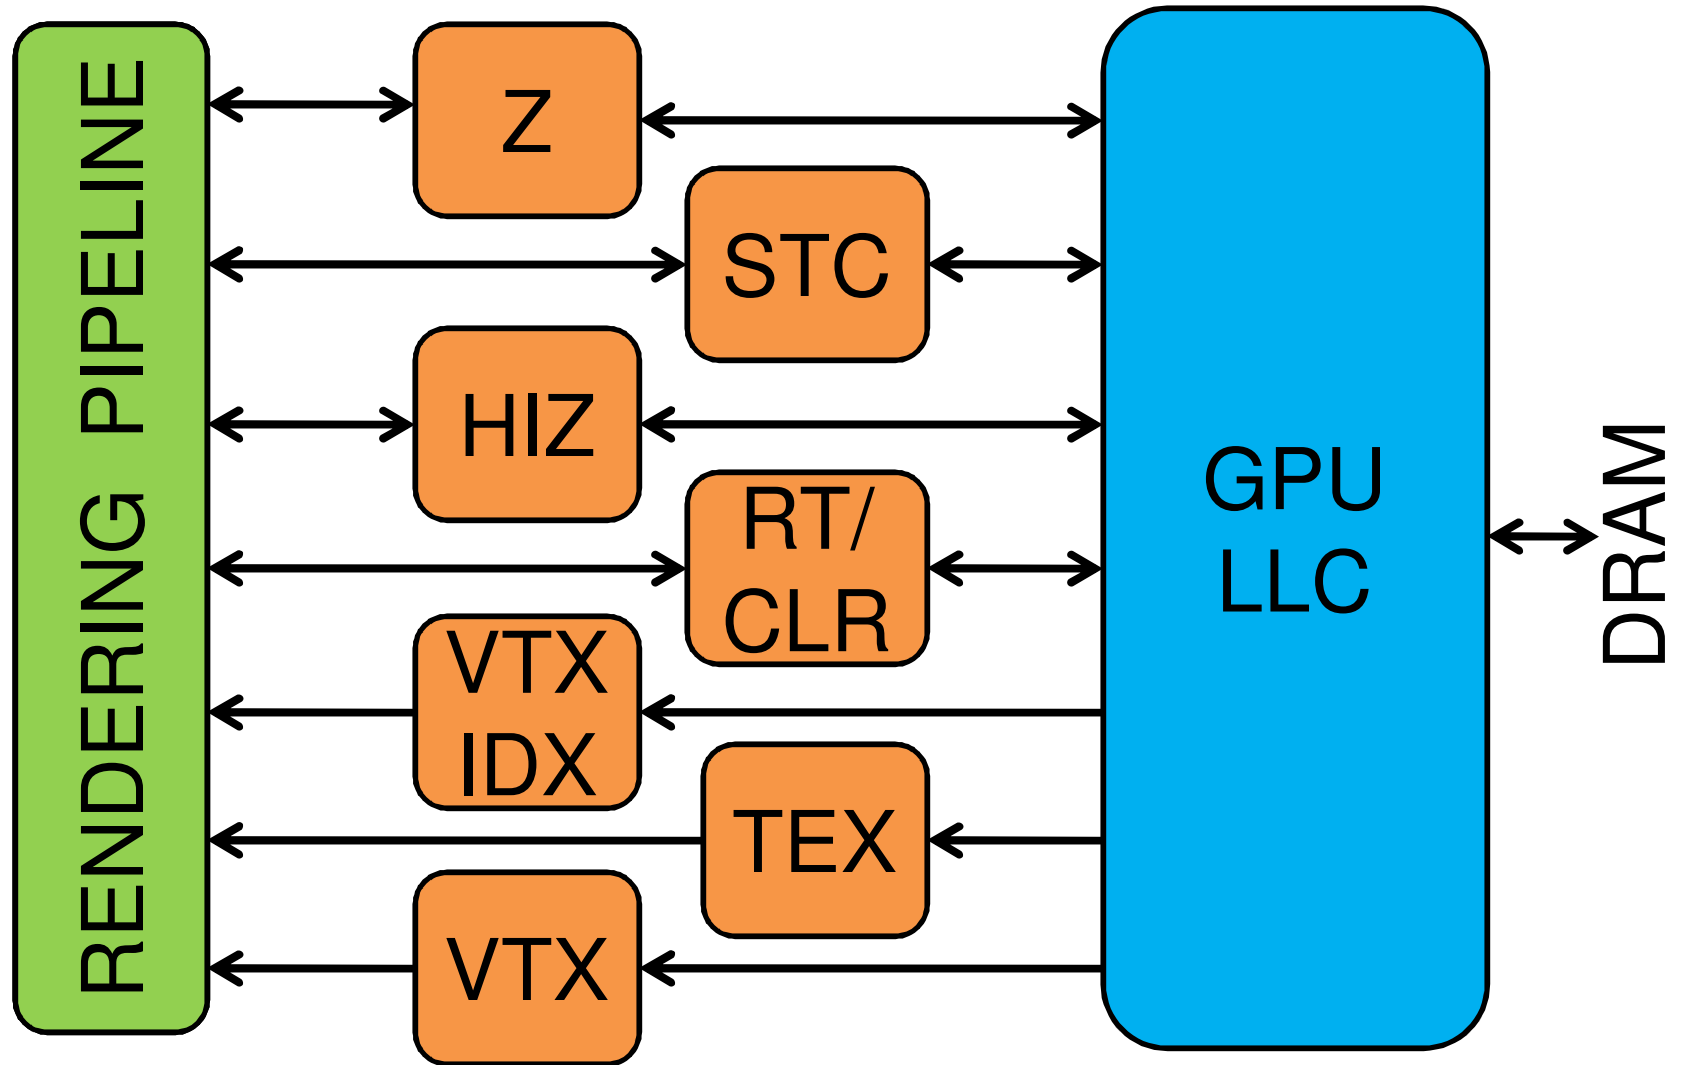 RENDERING PIPELINE
Z
STC
HIZ
RT/
CLR
VTX
IDX
TEX
VTX
GPU
LLC
DRAM